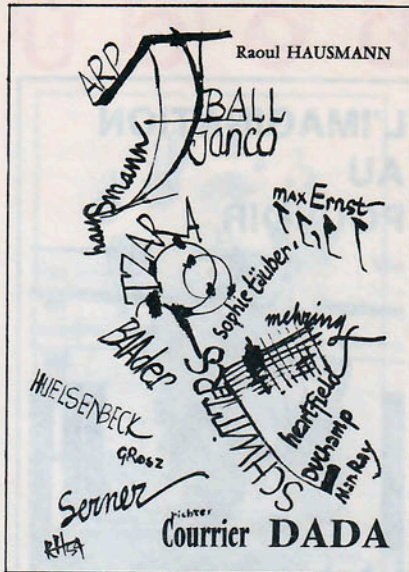 Raoul HAUSMANN
ARP
BALL
Janco
hausmann
max Ernst
TZARA
sophie täuber
BAAder
mehring
SCHWITTERS
heartfield
Duchamp
Man Ray
HUELSENBECK
GROSZ
Serner
richter
Courrier DADA